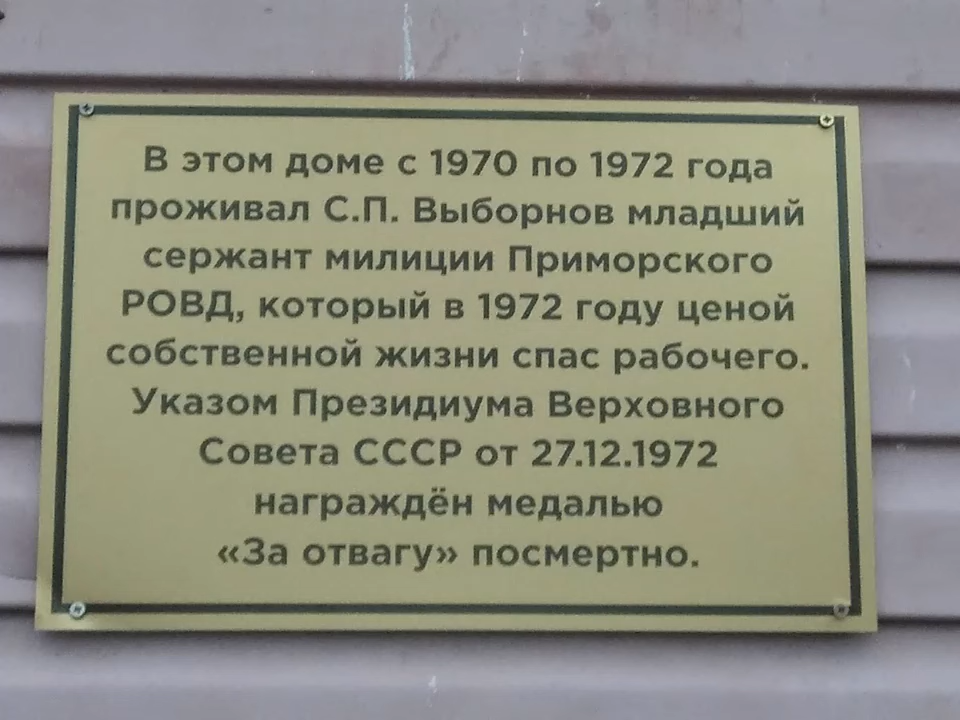 В этом доме с 1970 по 1972 года
проживал С.П. Выборнов младший
сержант милиции Приморского
РОВД, который в 1972 году ценой
собственной жизни спас рабочего.
Указом Президиума Верховного
Совета СССР от 27.12.1972
награждён медалью
«За отвагу» посмертно.